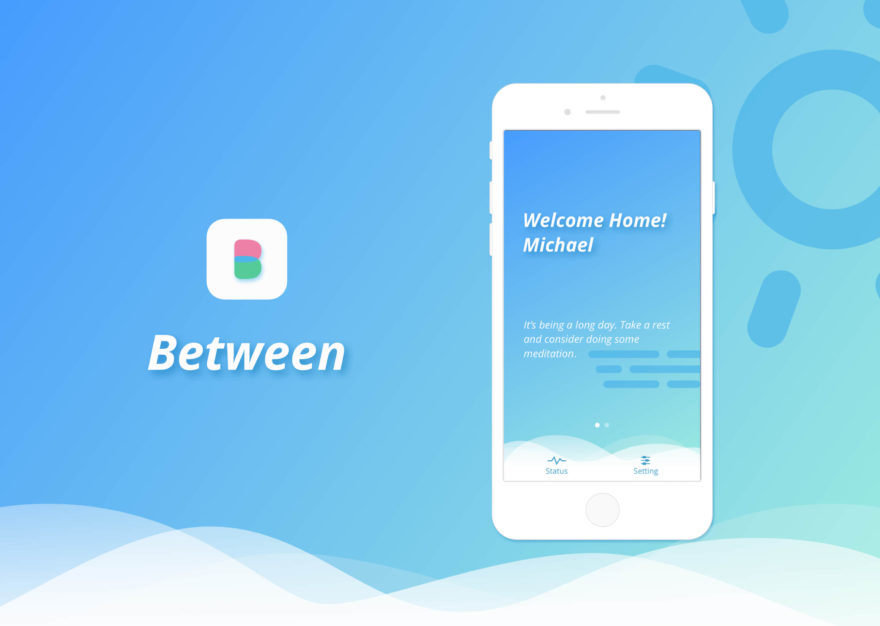 B
Between
Welcome Home!
Michael
It's being a long day. Take a rest
and consider doing some
meditation.
Status
Setting